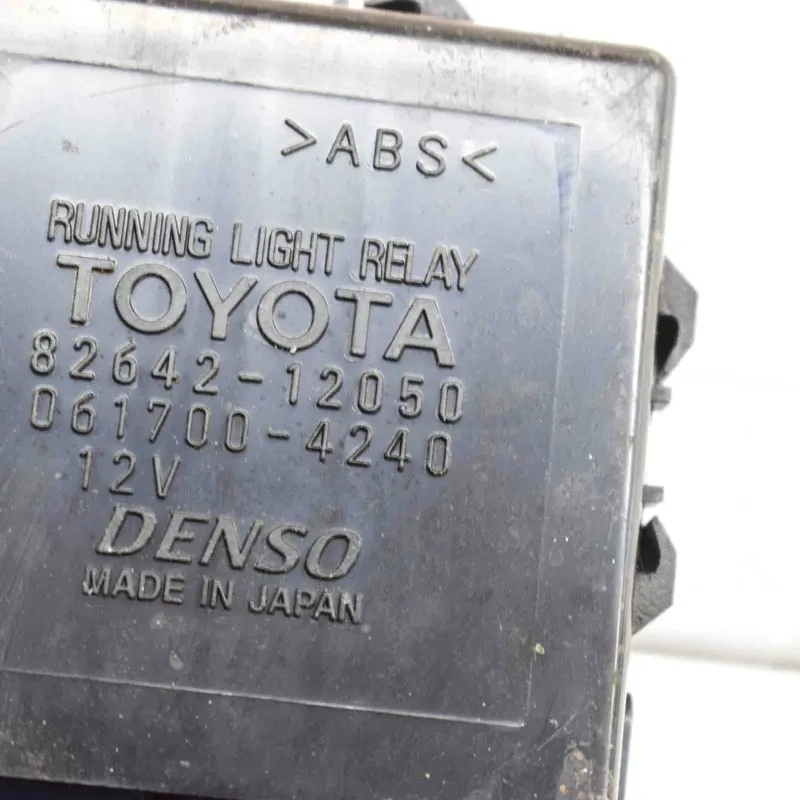 >ABS<
RUNNING LIGHT RELAY
TOYOTA
82642-12050
061700-4240
12V
DENSO
MADE IN JAPAN